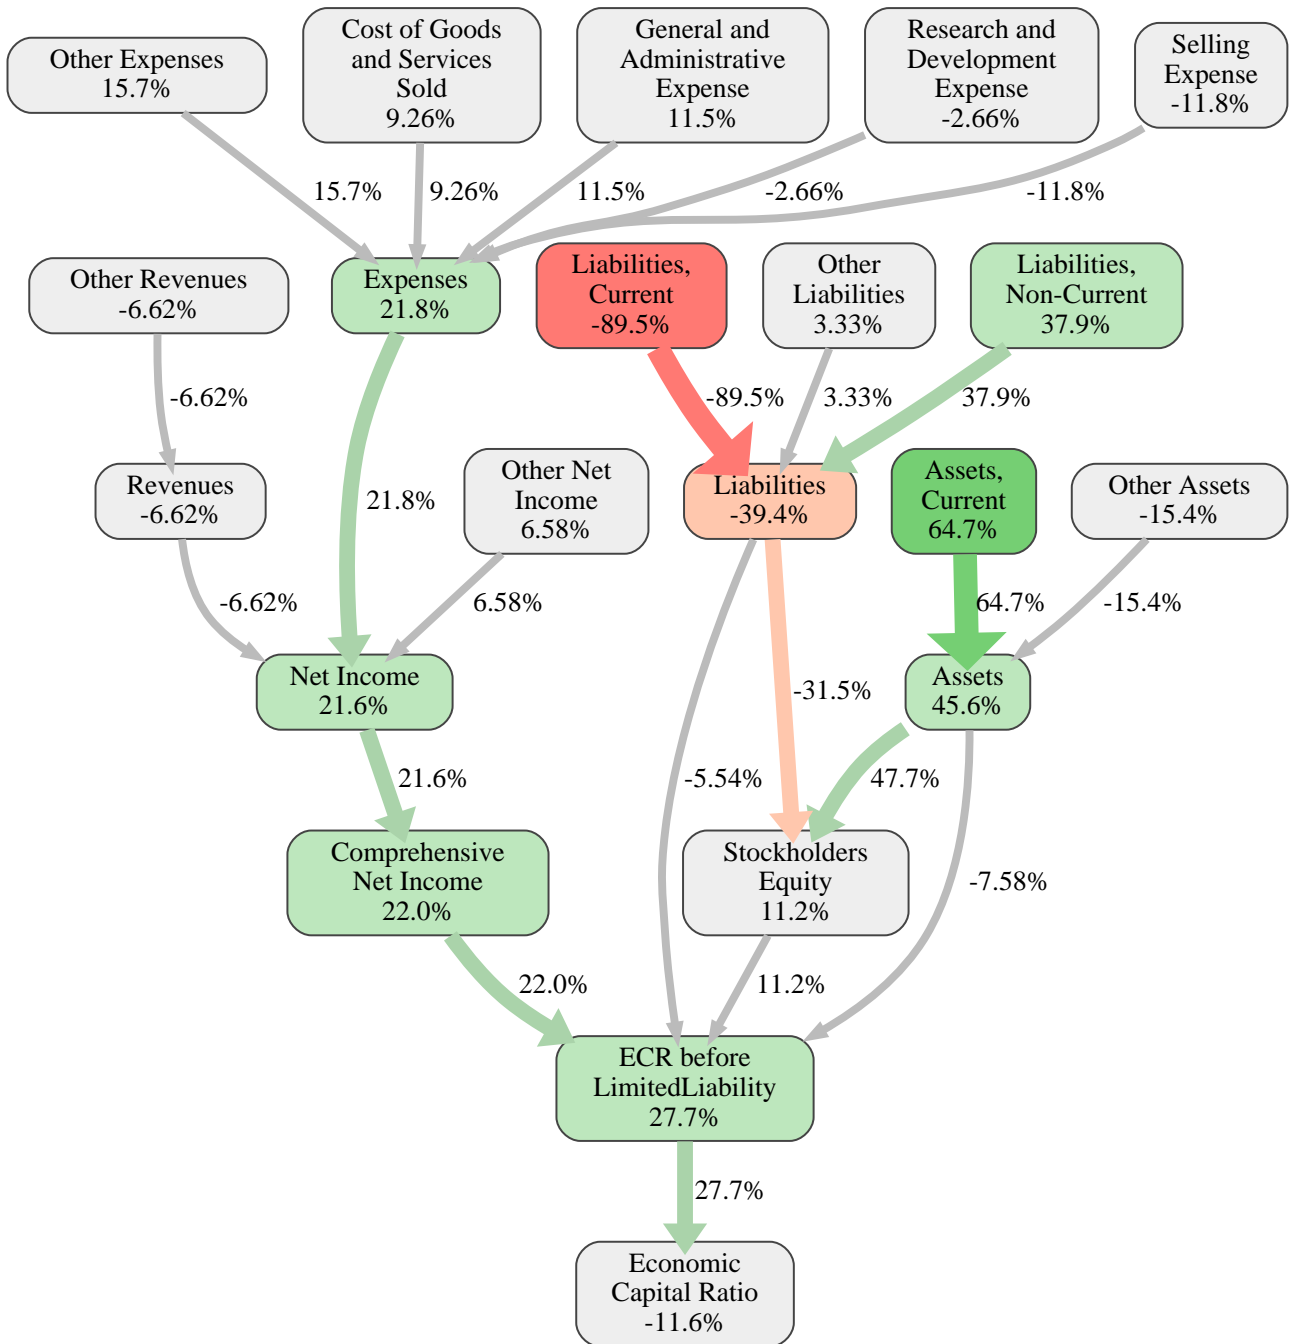 Other Expenses
15.7%
Cost of Goods
and Services
Sold
9.26%
General and
Administrative
Expense
11.5%
Research and
Development
Expense
-2.66%
Selling
Expense
-11.8%
15.7%
9.26%
11.5%
-2.66%
-11.8%
Other Revenues
-6.62%
Expenses
21.8%
Liabilities,
Current
-89.5%
Other
Liabilities
3.33%
Liabilities,
Non-Current
37.9%
-6.62%
-89.5%
3.33%
37.9%
Revenues
-6.62%
21.8%
Other Net
Income
6.58%
Liabilities
-39.4%
Assets,
Current
64.7%
Other Assets
-15.4%
-6.62%
6.58%
64.7%
-15.4%
Net Income
21.6%
-31.5%
Assets
45.6%
21.6%
-5.54%
47.7%
Comprehensive
Net Income
22.0%
Stockholders
Equity
11.2%
-7.58%
22.0%
11.2%
ECR before
LimitedLiability
27.7%
27.7%
Economic
Capital Ratio
-11.6%